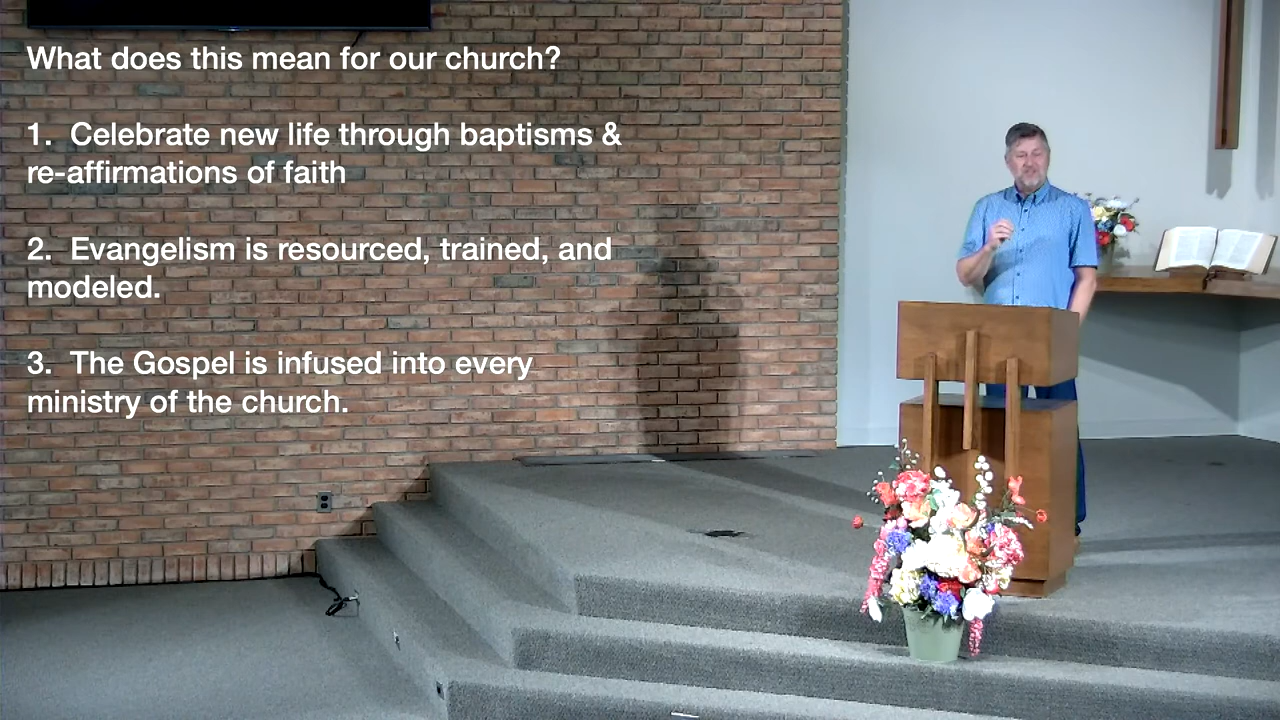 What does this mean for our church?
1. Celebrate new life through baptisms &
re-affirmations of faith
2. Evangelism is resourced, trained, and
modeled.
3. The Gospel is infused into every
ministry of the church.